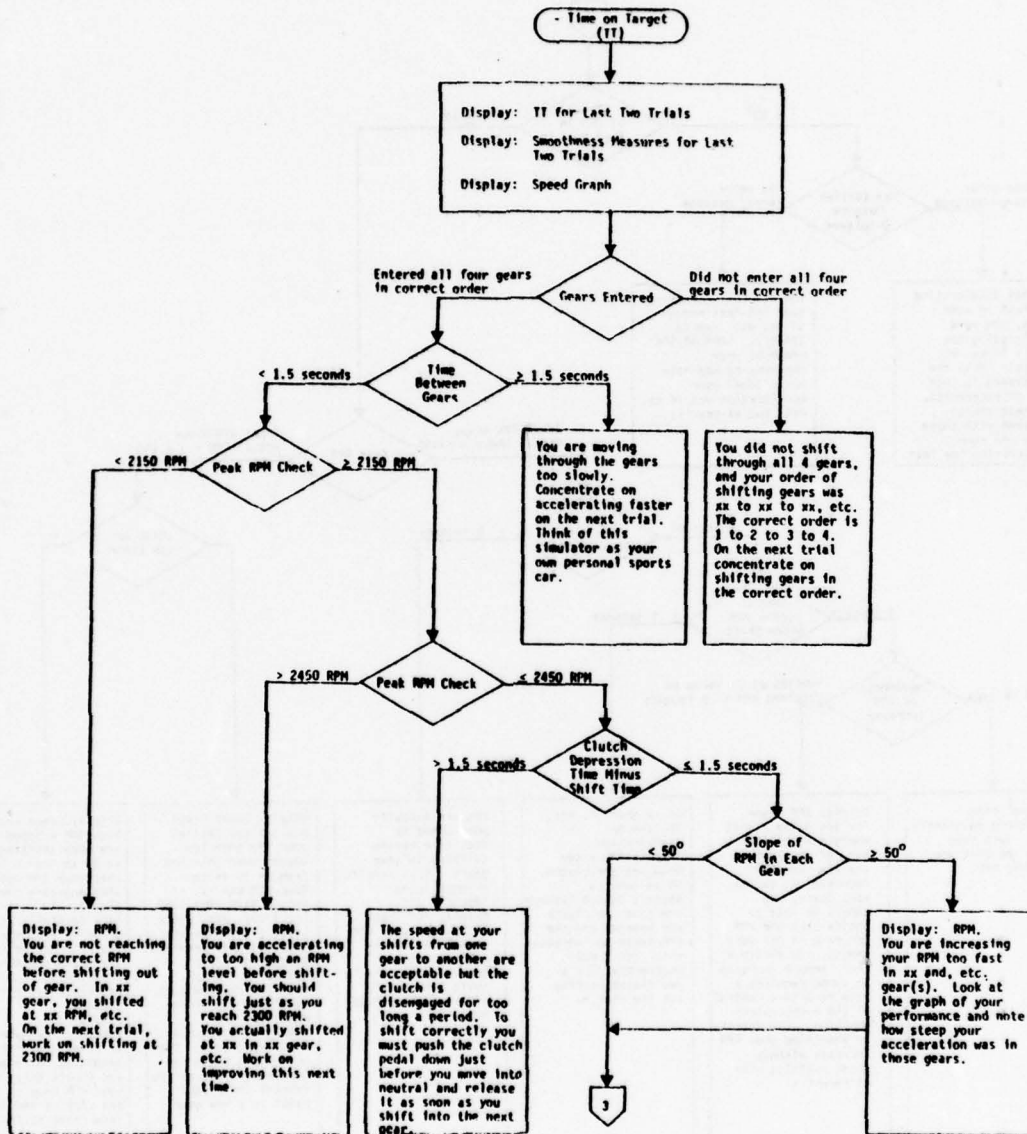 - Time on Target
(TT)
Display: TT for Last Two Trials
Display: Smoothness Measures for Last
Two Trials
Display: Speed Graph
Entered all four gears
in correct order
Gears Entered
Did not enter all four
gears in correct order
< 1.5 seconds
Time
Between
Gears
≥ 1.5 seconds
< 2150 RPM
Peak RPM Check
≥ 2150 RPM
You are moving
through the gears
too slowly.
Concentrate on
accelerating faster
on the next trial.
Think of this
simulator as your
own personal sports
car.
You did not shift
through all 4 gears,
and your order of
shifting gears was
xx to xx to xx, etc.
The correct order is
1 to 2 to 3 to 4.
On the next trial
concentrate on
shifting gears in
the correct order.
> 2450 RPM
Peak RPM Check
≤ 2450 RPM
> 1.5 seconds
Clutch
Depression
Time Minus
Shift Time
≤ 1.5 seconds
< 50°
Slope of
RPM in Each
Gear
≥ 50°
Display: RPM.
You are not reaching
the correct RPM
before shifting out
of gear. In xx
gear, you shifted
at xx RPM, etc.
On the next trial,
work on shifting at
2300 RPM.
Display: RPM.
You are accelerating
to too high an RPM
level before shift-
ing. You should
shift just as you
reach 2300 RPM.
You actually shifted
at xx in xx gear,
etc. Work on
improving this next
time.
The speed at your
shifts from one
gear to another are
acceptable but the
clutch is
disengaged for too
long a period. To
shift correctly you
must push the clutch
pedal down just
before you move into
neutral and release
it as soon as you
shift into the next
gear.
Display: RPM.
You are increasing
your RPM too fast
in xx and, etc.
gear(s). Look at
the graph of your
performance and note
how steep your
acceleration was in
those gears.
3